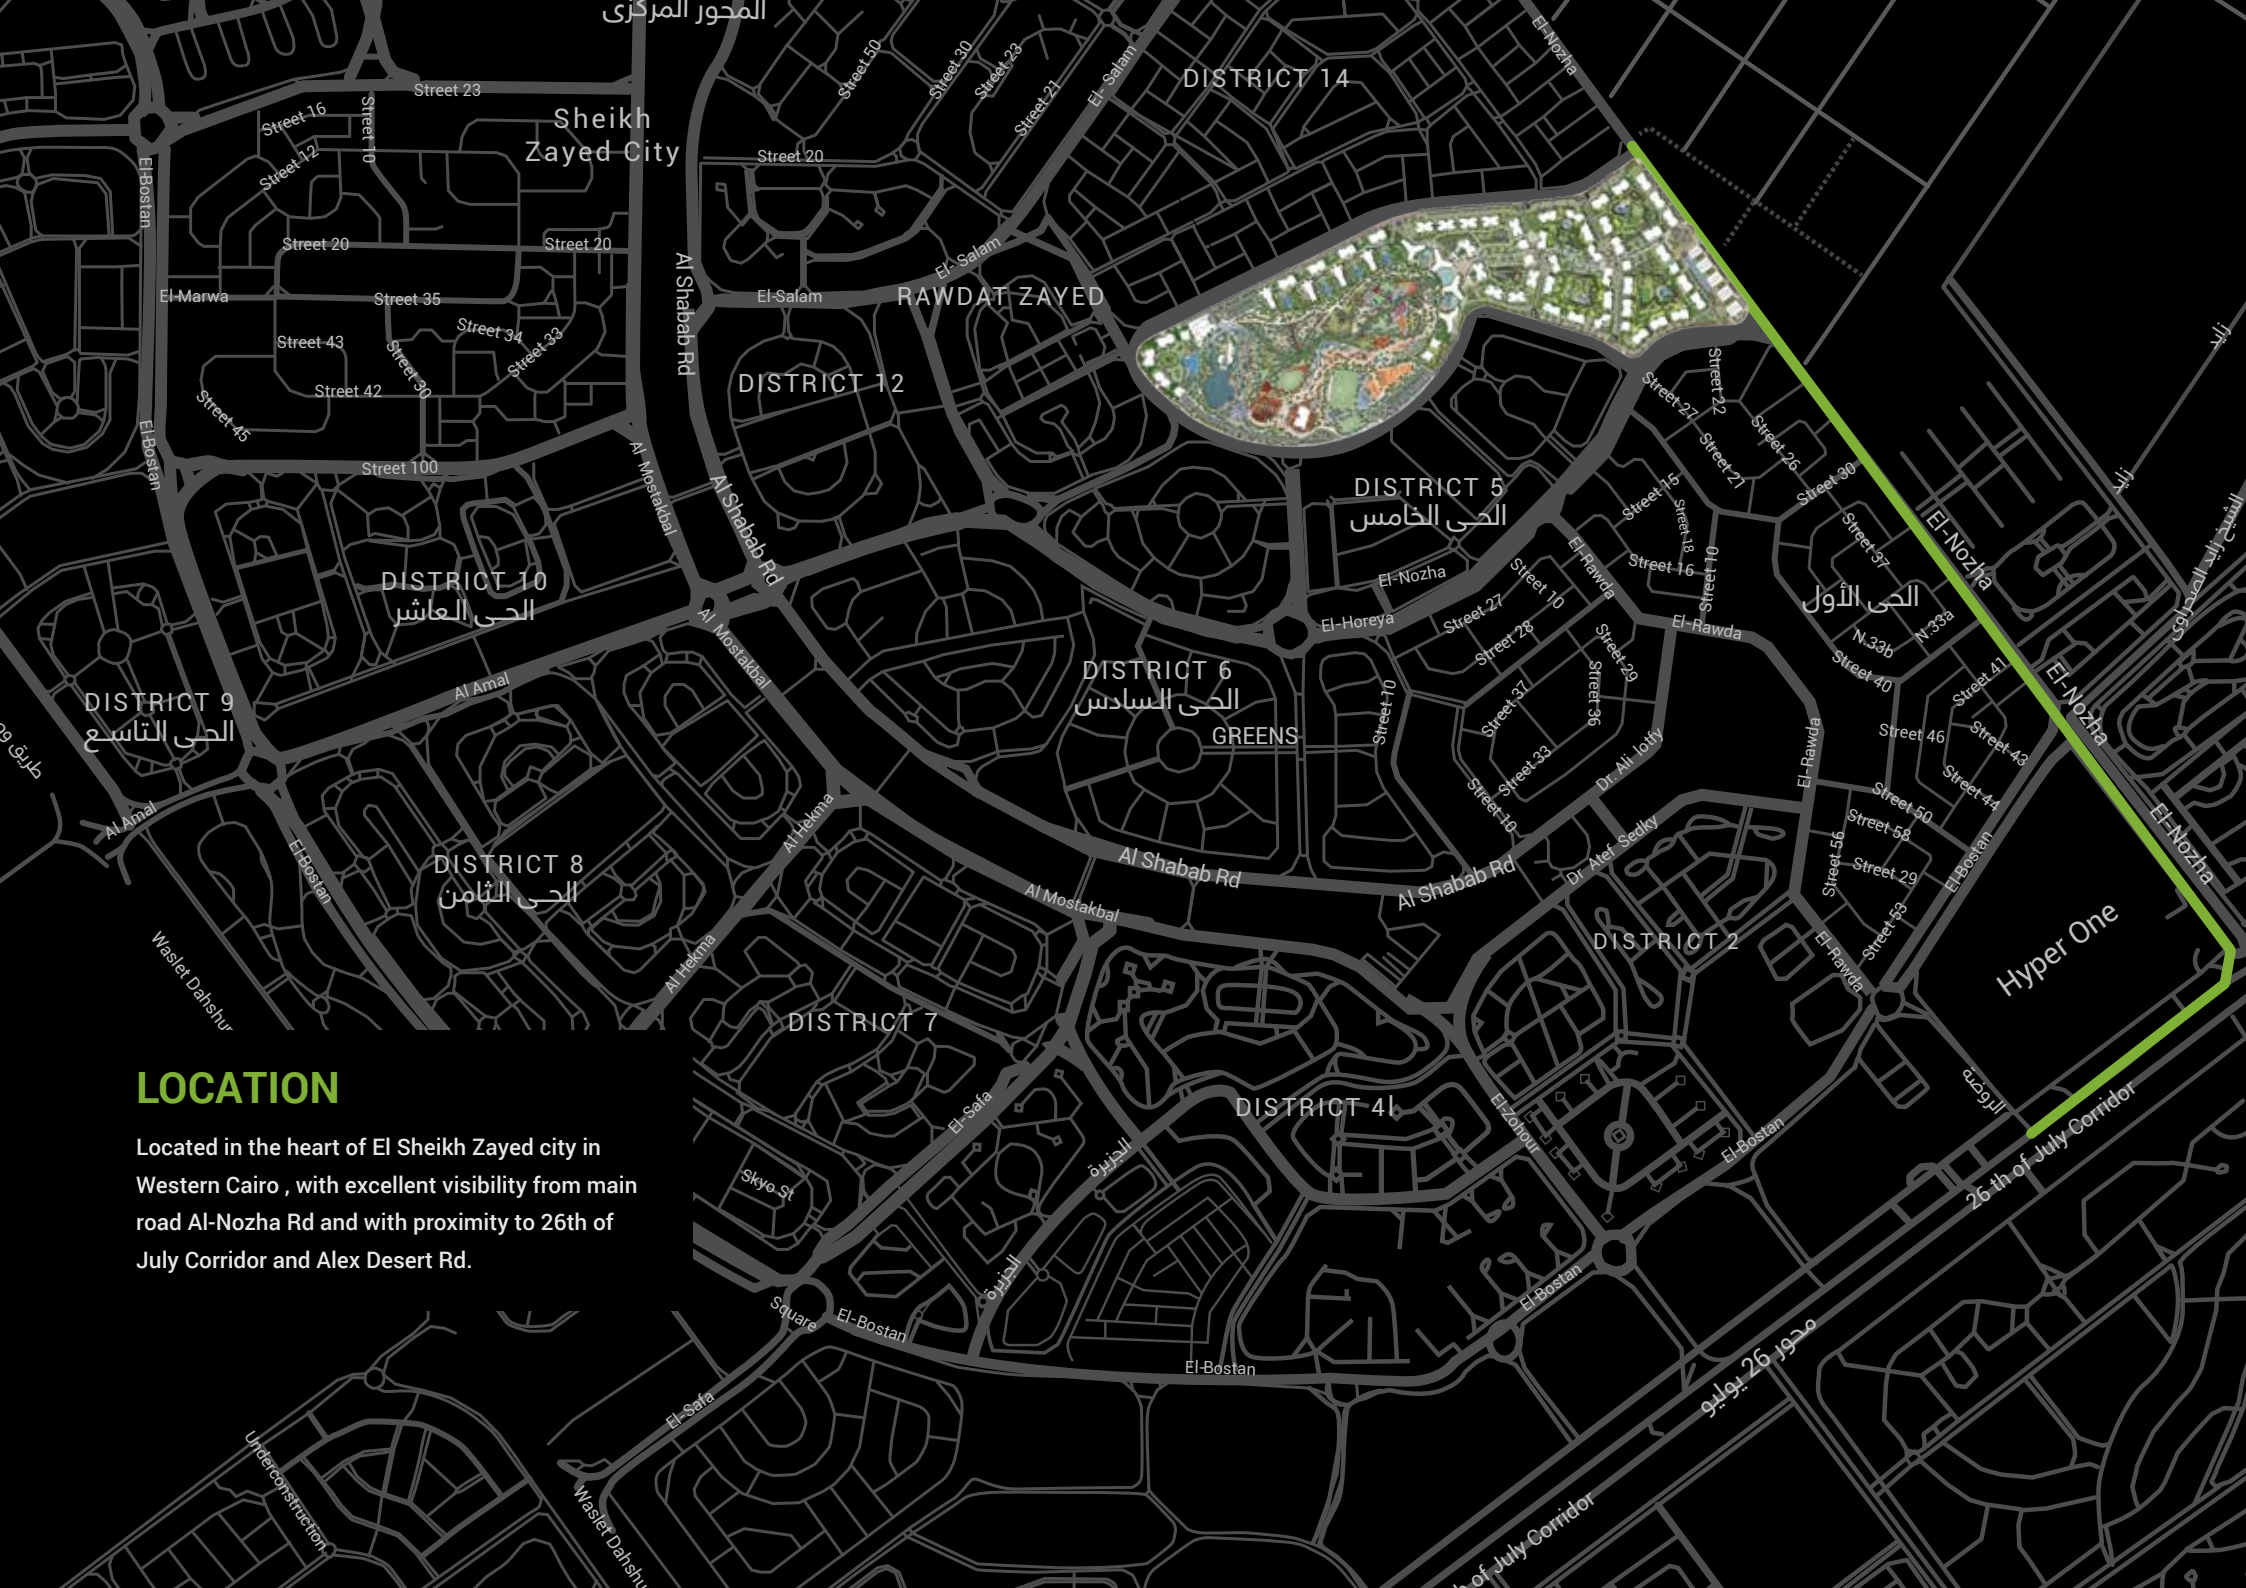 المحور المركزى
El-Nozha
Street 50
Street 30
Street 23
Street 21
El- Salam
DISTRICT 14
Street 23
Street 16
Street 10
Sheikh
Zayed City
Street 12
Street 20
El-Bostan
Street 20
Street 20
El- Salam
Al Shabab Rd
El-Marwa
Street 35
El-Salam
RAWDAT ZAYED
Street 43
Street 34
Street 33
Street 30
Street 42
Street 45
DISTRICT 12
زايد
Street 22
Street 27
Street 26
Street 21
Street 30
El-Bostan
Street 100
Al Mostakbal
Al Shabab Rd
DISTRICT 5
الحى الخامس
Street 15
Street 18
Street 16
Street 10
Street 37
El-Nozha
زايد
El-Rawda
El-Nozha
Street 10
DISTRICT 10
الحى العاشر
الحى الأول
N.33a
N.33b
Street 27
El-Horeya
Street 28
Street 29
El-Rawda
Al Mostakbal
DISTRICT 6
الحى السادس
Street 40
Street 41
El-Nozha
Al Amal
DISTRICT 9
الحى التاسع
GREENS
Street 10
Street 37
Street 36
Street 46
Street 43
Street 33
Dr. Ali lotfy
El-Rawda
Street 44
Street 10
Street 50
Street 58
El-Nozha
Al Amal
Al Hekma
Dr Atef Sedky
Street 56
Street 29
El-Bostan
DISTRICT 8
الحى الثامن
El-Bostan
Al Shabab Rd
Al Shabab Rd
Al Mostakbal
Street 53
DISTRICT 2
El-Rawda
Hyper One
Al Hekma
Waslet Dahshur
DISTRICT 7
الروضة
El-Safa
DISTRICT 4
El-Zohour
26 th of July Corridor
LOCATION
Located in the heart of El Sheikh Zayed city in
Western Cairo , with excellent visibility from main
road Al-Nozha Rd and with proximity to 26th of
July Corridor and Alex Desert Rd.
Skyo St
الجزيرة
El-Bostan
الجزيرة
El-Bostan
Square
El-Bostan
El-Bostan
محور 26 يوليو
El-Safa
Underconstruction
Waslet Dahshu
of July Corridor